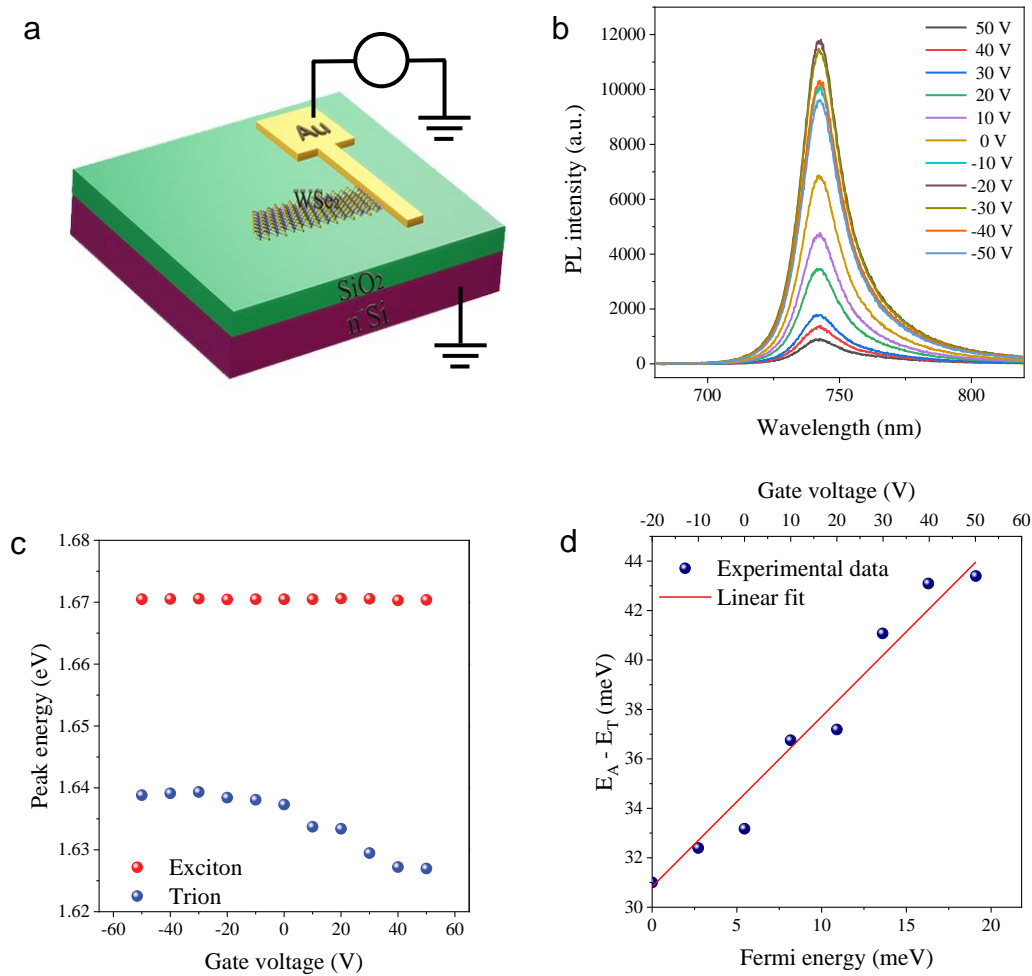 a
Au
WSe₂
SiO₂
n⁺Si
b
12000
10000
8000
6000
4000
2000
0
PL intensity (a.u.)
50 V
40 V
30 V
20 V
10 V
0 V
-10 V
-20 V
-30 V
-40 V
-50 V
700 750 800
Wavelength (nm)
c
1.68
1.67
1.66
1.65
1.64
1.63
1.62
Peak energy (eV)
Exciton
Trion
-60 -40 -20 0 20 40 60
Gate voltage (V)
Gate voltage (V)
-20 -10 0 10 20 30 40 50 60
d
44
42
40
38
36
34
32
30
E_A - E_T (meV)
Experimental data
Linear fit
0 5 10 15 20
Fermi energy (meV)